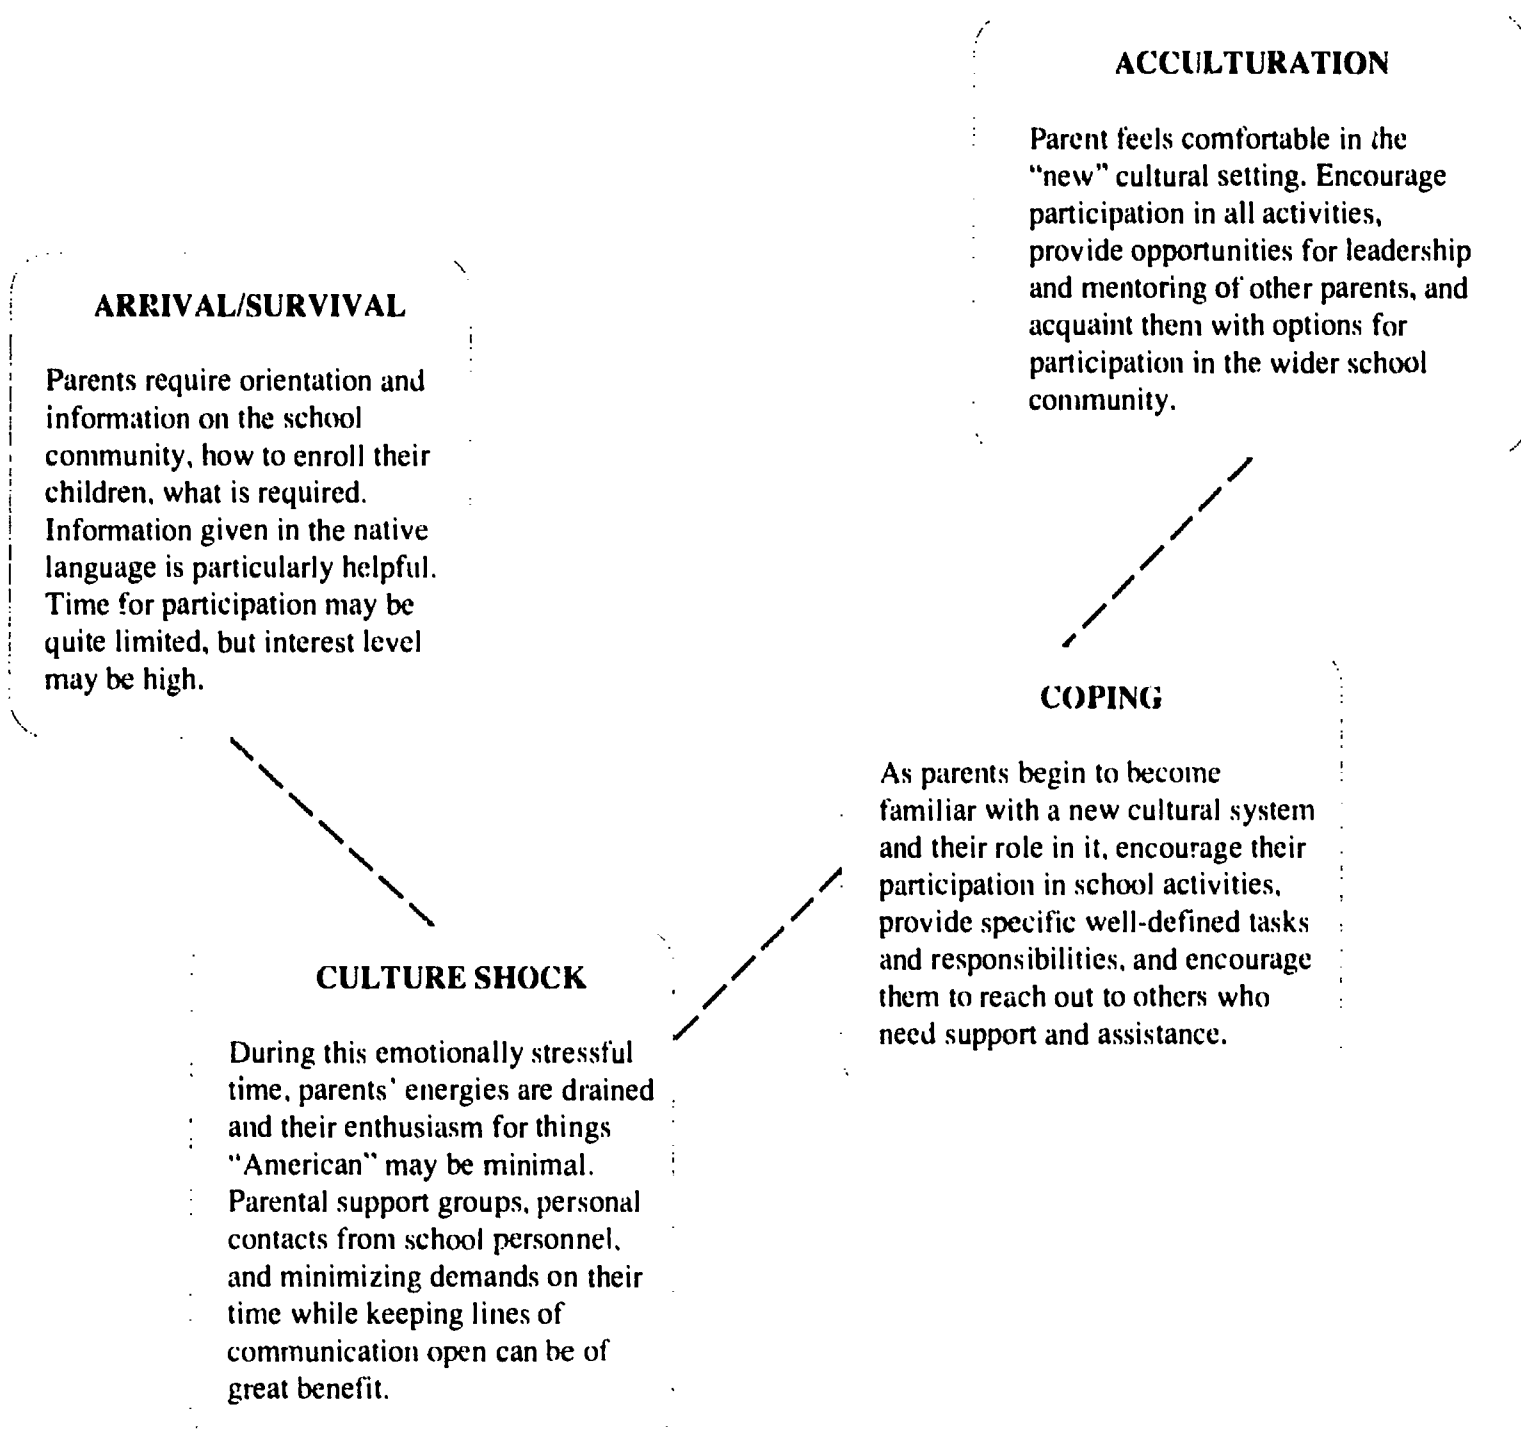 ARRIVAL/SURVIVAL
Parents require orientation and
information on the school
community, how to enroll their
children, what is required.
Information given in the native
language is particularly helpful.
Time for participation may be
quite limited, but interest level
may be high.
CULTURE SHOCK
During this emotionally stressful
time, parents' energies are drained
and their enthusiasm for things
“American” may be minimal.
Parental support groups, personal
contacts from school personnel,
and minimizing demands on their
time while keeping lines of
communication open can be of
great benefit.
COPING
As parents begin to become
familiar with a new cultural system
and their role in it, encourage their
participation in school activities,
provide specific well-defined tasks
and responsibilities, and encourage
them to reach out to others who
need support and assistance.
ACCULTURATION
Parent feels comfortable in the
“new” cultural setting. Encourage
participation in all activities,
provide opportunities for leadership
and mentoring of other parents, and
acquaint them with options for
participation in the wider school
community.